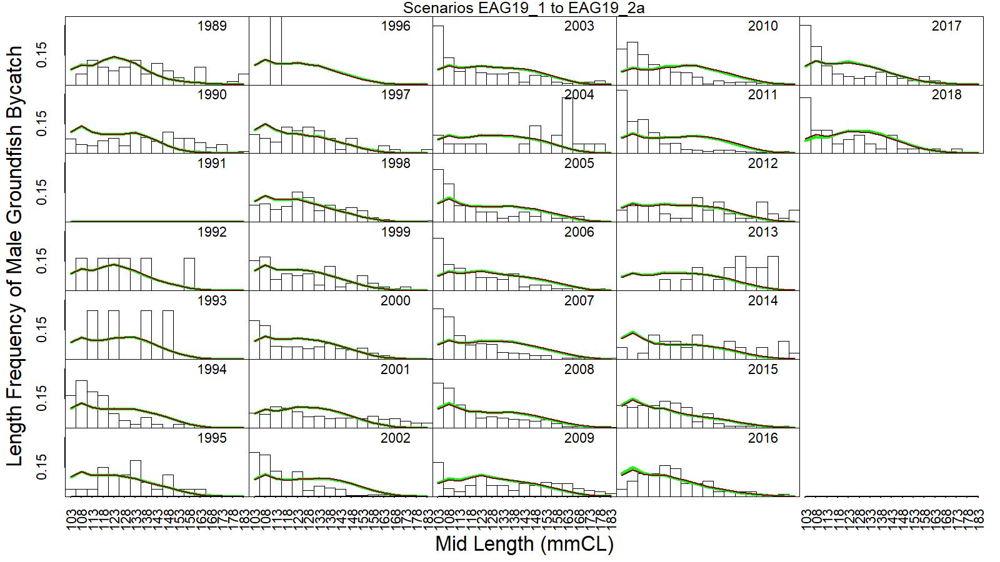 Scenarios EAG19_1 to EAG19_2a
Length Frequency of Male Groundfish Bycatch
1989 1996 2003 2010 2017
0.15
1990 1997 2004 2011 2018
0.15
1991 1998 2005 2012
0.15
1992 1999 2006 2013
0.15
1993 2000 2007 2014
0.15
1994 2001 2008 2015
0.15
1995 2002 2009 2016
0.15
103 108 113 118 123 128 133 138 143 148 153 158 163 168 173 178 183
103 108 113 118 123 128 133 138 143 148 153 158 163 168 173 178 183
103 108 113 118 123 128 133 138 143 148 153 158 163 168 173 178 183
103 108 113 118 123 128 133 138 143 148 153 158 163 168 173 178 183
Mid Length (mmCL)